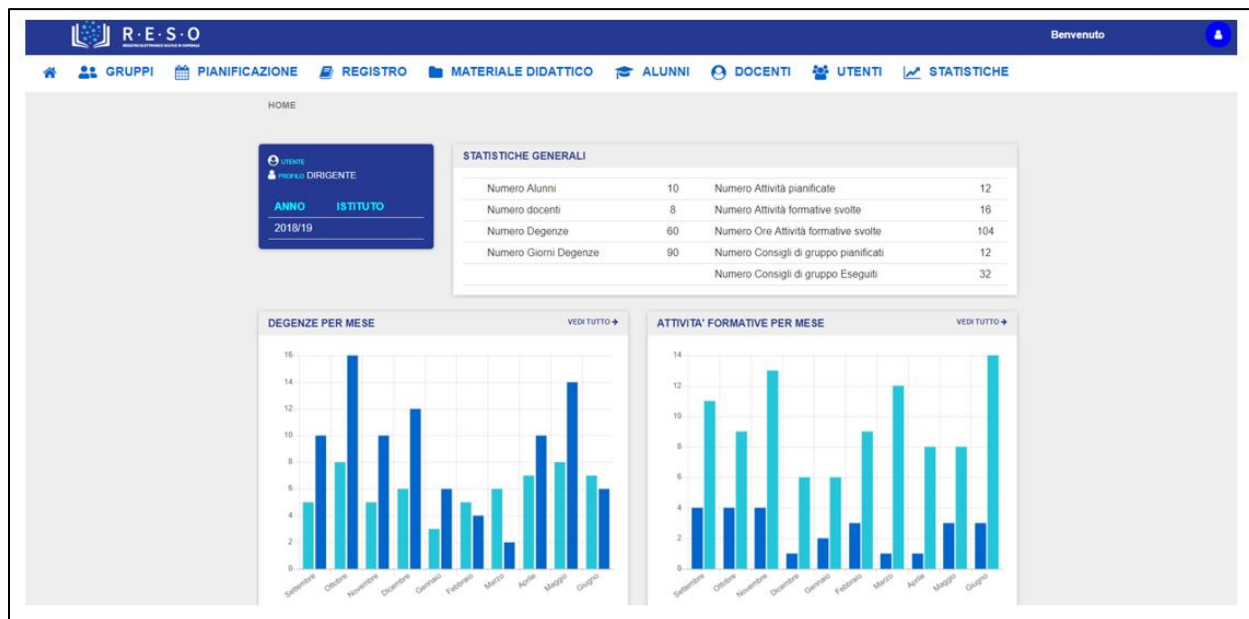 R·E·S·O
REGISTRO ELETTRONICO SCUOLE IN OSPEDALE
Benvenuto
GRUPPI PIANIFICAZIONE REGISTRO MATERIALE DIDATTICO ALUNNI DOCENTI UTENTI STATISTICHE
HOME
UTENTE
PROFILO DIRIGENTE
ANNO ISTITUTO
2018/19
STATISTICHE GENERALI
Numero Alunni 10 Numero Attività pianificate 12
Numero docenti 8 Numero Attività formative svolte 16
Numero Degenze 60 Numero Ore Attività formative svolte 104
Numero Giorni Degenze 90 Numero Consigli di gruppo pianificati 12
Numero Consigli di gruppo Eseguiti 32
DEGENZE PER MESE VEDI TUTTO
16
14
12
10
8
6
4
2
0
Settembre Ottobre Novembre Dicembre Gennaio Febbraio Marzo Aprile Maggio Giugno
ATTIVITA' FORMATIVE PER MESE VEDI TUTTO
14
12
10
8
6
4
2
0
Settembre Ottobre Novembre Dicembre Gennaio Febbraio Marzo Aprile Maggio Giugno